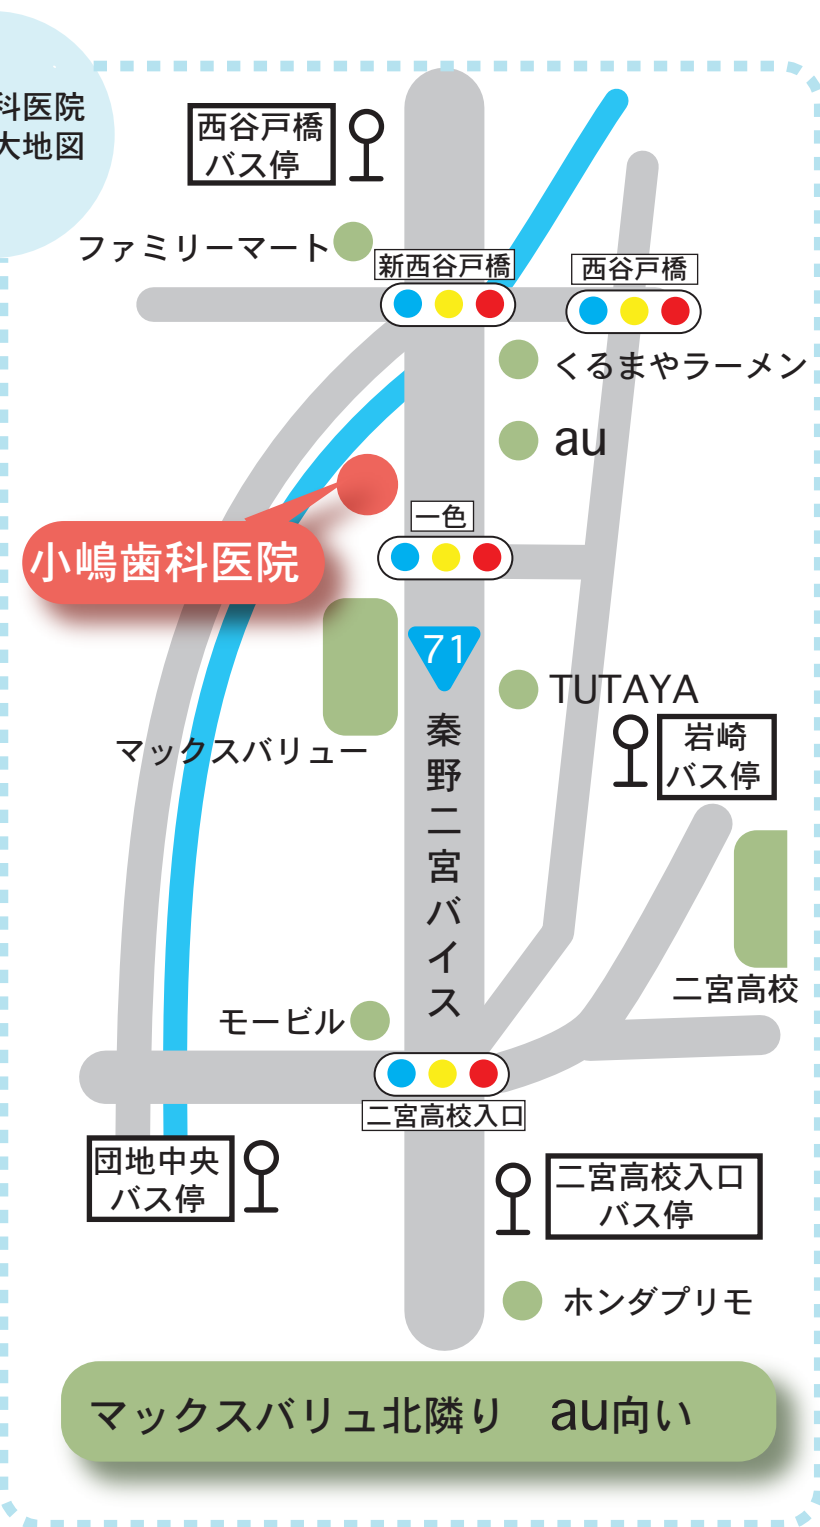 科医院
大地図
西谷戸橋
バス停
ファミリーマート
新西谷戸橋
西谷戸橋
くるまやラーメン
au
一色
小嶋歯科医院
71
秦野二宮バイス
TUTAYA
マックスバリュー
岩崎
バス停
二宮高校
モービル
二宮高校入口
団地中央
バス停
二宮高校入口
バス停
ホンダプリモ
マックスバリュ北隣り　au向い